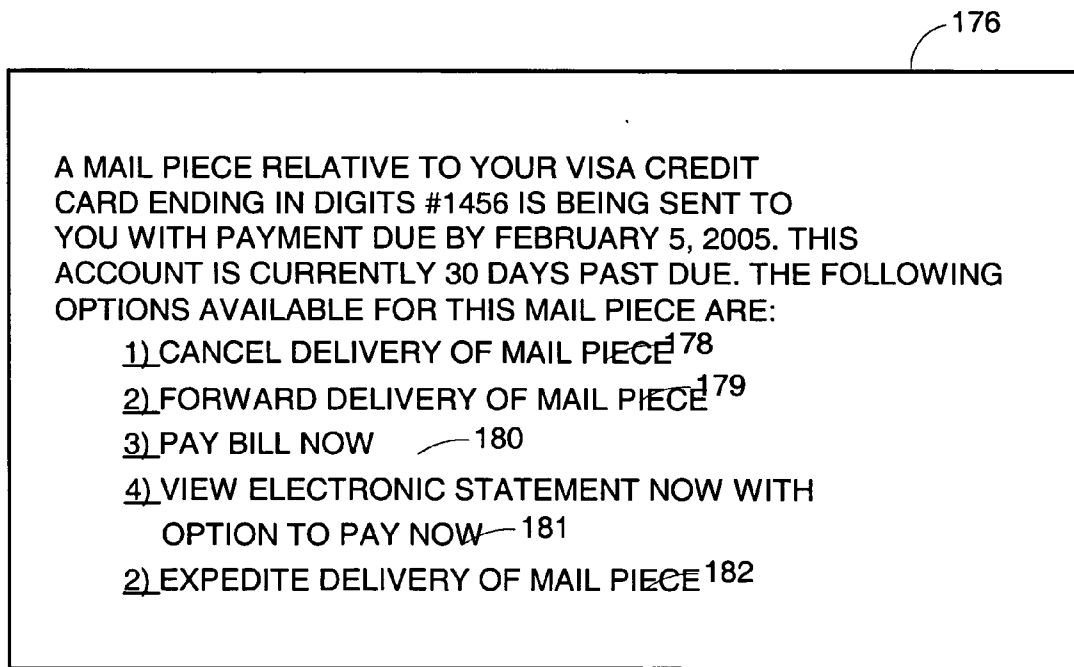 176
A MAIL PIECE RELATIVE TO YOUR VISA CREDIT
CARD ENDING IN DIGITS #1456 IS BEING SENT TO
YOU WITH PAYMENT DUE BY FEBRUARY 5, 2005. THIS
ACCOUNT IS CURRENTLY 30 DAYS PAST DUE. THE FOLLOWING
OPTIONS AVAILABLE FOR THIS MAIL PIECE ARE:
1) CANCEL DELIVERY OF MAIL PIECE 178
2) FORWARD DELIVERY OF MAIL PIECE 179
3) PAY BILL NOW 180
4) VIEW ELECTRONIC STATEMENT NOW WITH
OPTION TO PAY NOW 181
2) EXPEDITE DELIVERY OF MAIL PIECE 182